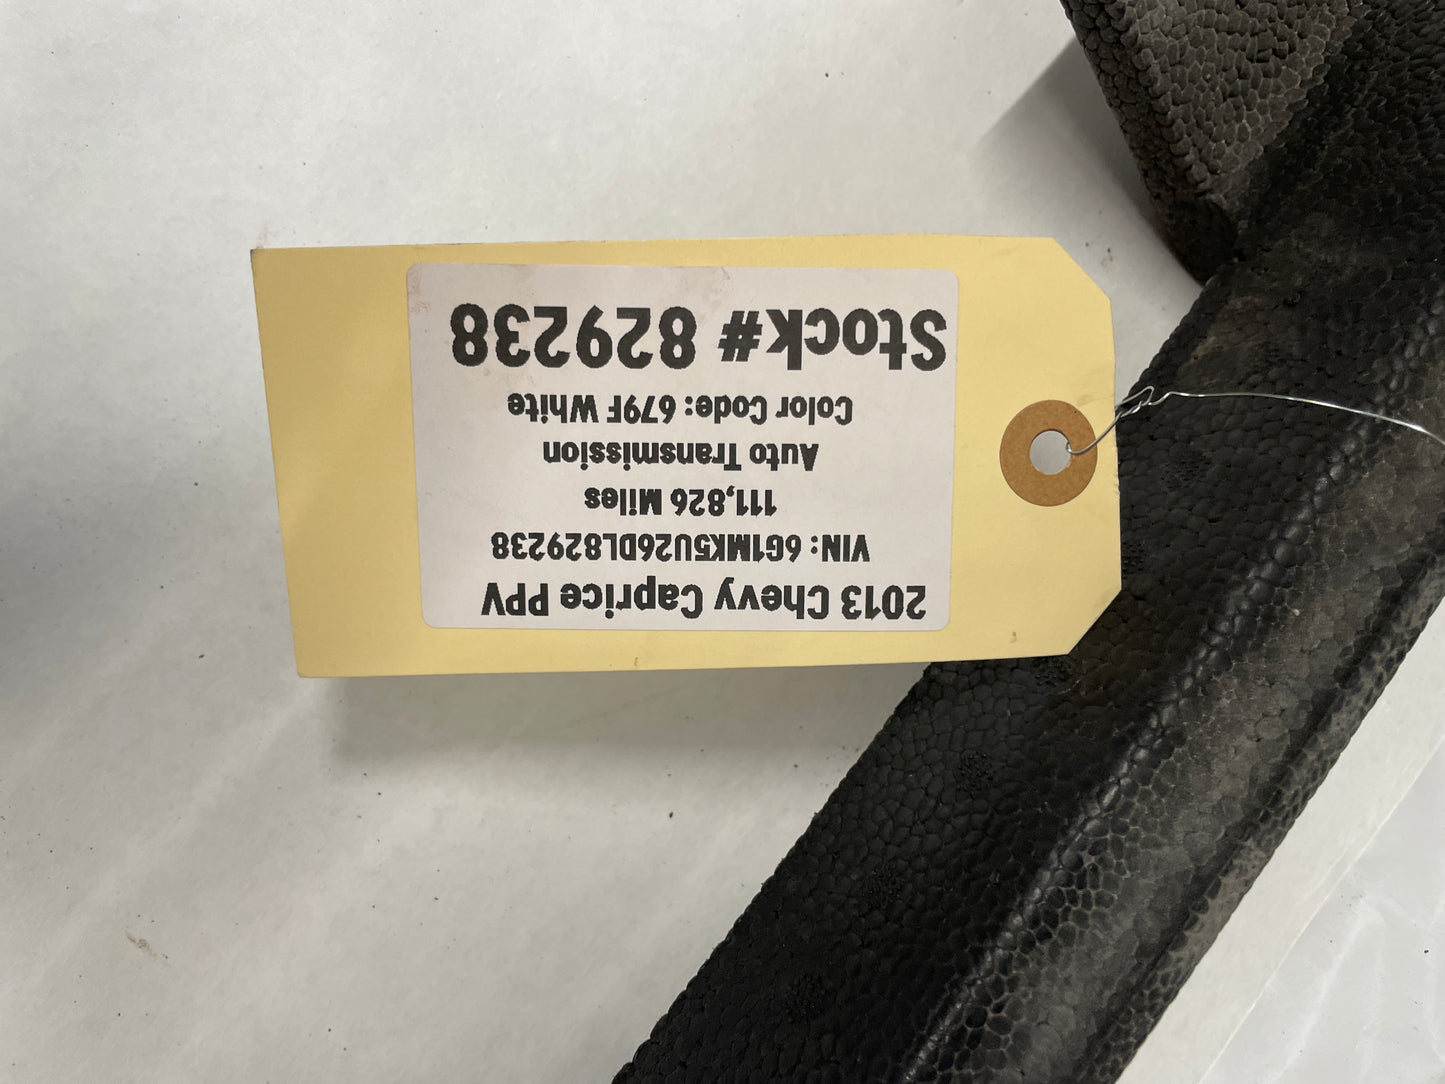 2013 Chevy Caprice PPV
VIN: 6G1MK5U26DL829238
111,826 Miles
Auto Transmission
Color Code: 679F White
Stock# 829238